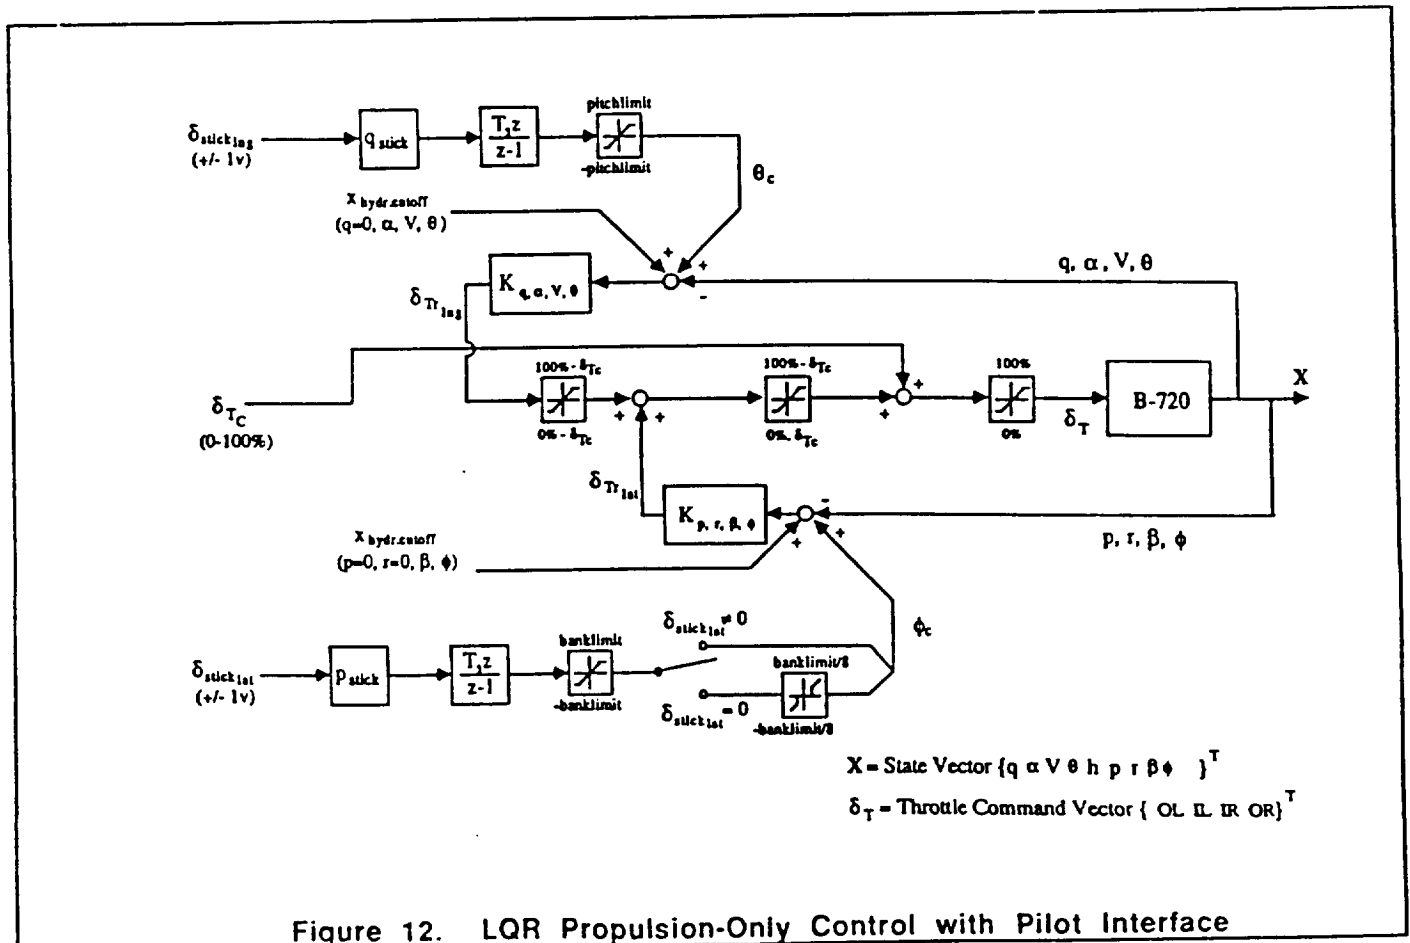 pitchlimit
δstick lng
(+/- 1v)
q stick
T₃z
z-1
-pitchlimit
θc
x hydr.cutoff
(q=0, α, V, θ)
+
+
-
q, α, V, θ
K q, α, V, θ
δTr lng
100% - δTc
0% - δTc
100% - δTc
0%, δTc
+
+
+
+
100%
0%
δT
B-720
X
δTC
(0-100%)
δTr lat
K p, r, β, ϕ
-
+
+
p, r, β, ϕ
x hydr.cutoff
(p=0, r=0, β, ϕ)
ϕc
δstick lat ≠ 0
banklimit
δstick lat
(+/- 1v)
p stick
T₃z
z-1
-banklimit
banklimit/8
δstick lat = 0
-banklimit/8
X = State Vector {q α V θ h p r β ϕ }T
δT = Throttle Command Vector { OL IL IR OR}T
Figure 12. LQR Propulsion-Only Control with Pilot Interface